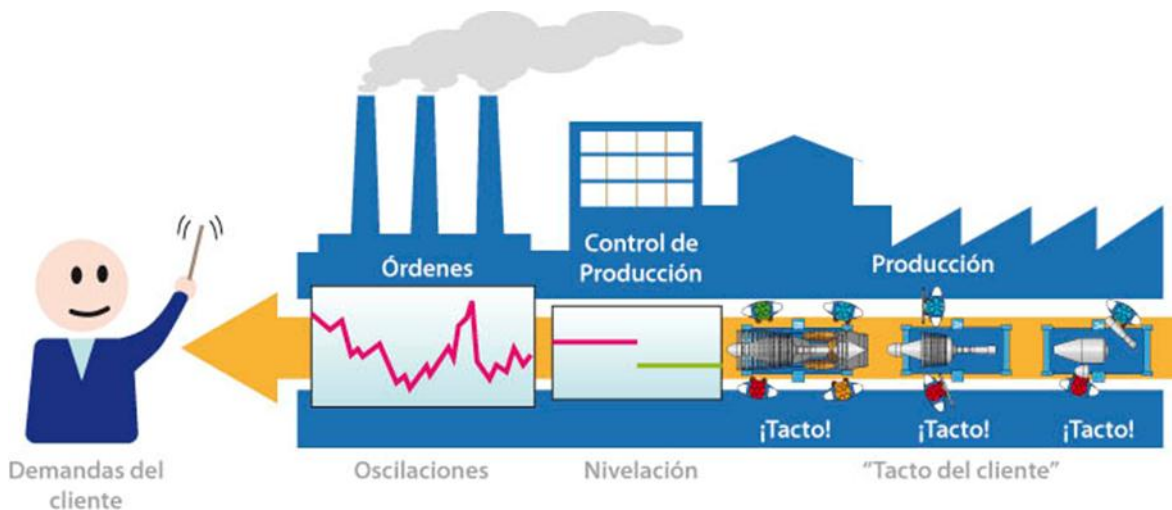 Órdenes
Control de
Producción
Producción
¡Tacto!
¡Tacto!
¡Tacto!
Demandas del
cliente
Oscilaciones
Nivelación
“Tacto del cliente”